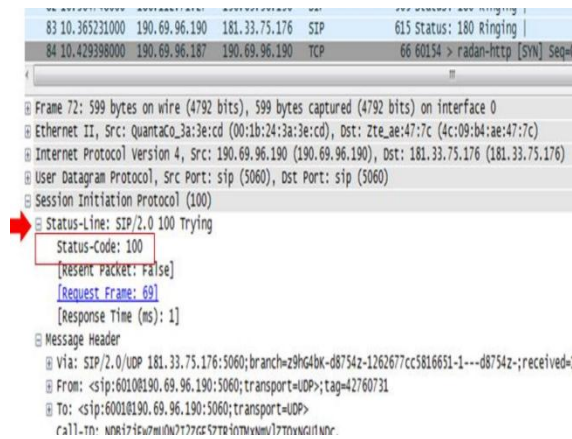 83 10.365231000 190.69.96.190 181.33.75.176 SIP 615 Status: 180 Ringing |
84 10.429398000 190.69.96.187 190.69.96.190 TCP 66 60154 > radan-http [SYN] Seq=
Frame 72: 599 bytes on wire (4792 bits), 599 bytes captured (4792 bits) on interface 0
Ethernet II, Src: QuantaCo_3a:3e:cd (00:1b:24:3a:3e:cd), Dst: Zte_ae:47:7c (4c:09:b4:ae:47:7c)
Internet Protocol Version 4, Src: 190.69.96.190 (190.69.96.190), Dst: 181.33.75.176 (181.33.75.176)
User Datagram Protocol, Src Port: sip (5060), Dst Port: sip (5060)
Session Initiation Protocol (100)
Status-Line: SIP/2.0 100 Trying
Status-Code: 100
[Resent Packet: False]
[Request Frame: 69]
[Response Time (ms): 1]
Message Header
Via: SIP/2.0/UDP 181.33.75.176:5060;branch=z9hG4bK-d8754z-1262677cc5816651-1---d8754z-;received=
From: <sip:6010@190.69.96.190:5060;transport=UDP>;tag=42760731
To: <sip:6001@190.69.96.190:5060;transport=UDP>
Call-ID: